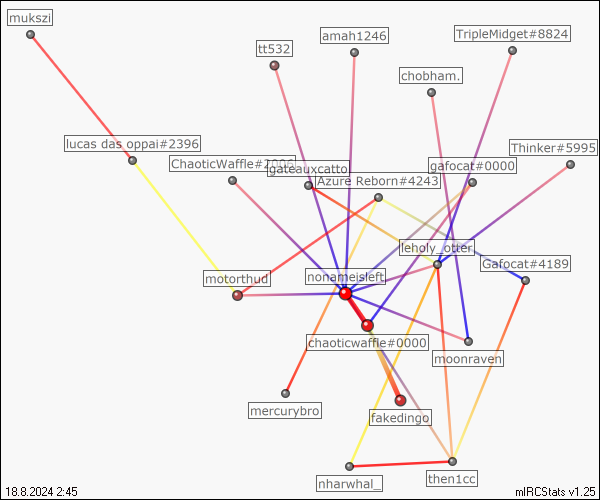 mukszi
amah1246
TripleMidget#8824
tt532
chobham.
lucas das oppai#2396
Thinker#5995
ChaoticWaffle#2006
gateauxcatto
gafocat#0000
Azure Reborn#4243
leholy_otter
Gafocat#4189
motorthud
nonameisleft
chaoticwaffle#0000
moonraven
mercurybro
fakedingo
nharwhal_
then1cc
18.8.2024 2:45
mIRCStats v1.25